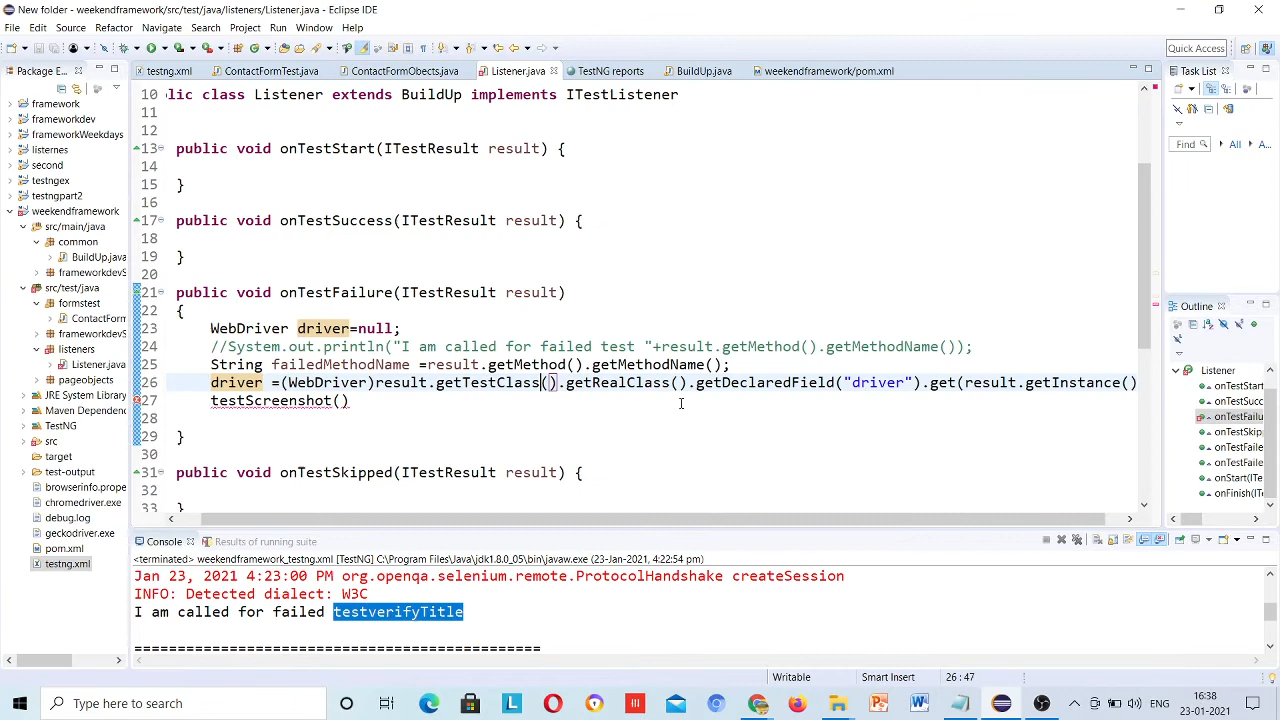 New folder - weekendframework/src/test/java/listeners/Listener.java - Eclipse IDE
File Edit Source Refactor Navigate Search Project Run Window Help
Quick Access
Package E...
testng.xml ContactFormTest.java ContactFormObects.java Listener.java TestNG reports BuildUp.java weekendframework/pom.xml
Task List
framework
frameworkdev
frameworkWeekdays
listernes
second
testngex
testngpart2
weekendframework
src/main/java
common
BuildUp.java
frameworkdevS
src/test/java
formstest
ContactForm
frameworkdevS
listeners
Listener.java
pageobjects
JRE System Library
Maven Dependenc
TestNG
src
target
test-output
browserinfo.prope
chromedriver.exe
debug.log
geckodriver.exe
pom.xml
testng.xml
10 lic class Listener extends BuildUp implements ITestListener
11
12
13 public void onTestStart(ITestResult result) {
14
15 }
16
17 public void onTestSuccess(ITestResult result) {
18
19 }
20
21 public void onTestFailure(ITestResult result)
22 {
23 WebDriver driver=null;
24 //System.out.println("I am called for failed test "+result.getMethod().getMethodName());
25 String failedMethodName =result.getMethod().getMethodName();
26 driver =(WebDriver)result.getTestClass().getRealClass().getDeclaredField("driver").get(result.getInstance()
27 testScreenshot()
28
29 }
30
31 public void onTestSkipped(ITestResult result) {
32
33 }
Find All A...
Outline
Listener
onTestStart
onTestSucc
onTestFailu
onTestSkip
onTestFaile
onTestFaile
onStart(ITe
onFinish(ITe
Console Results of running suite
<terminated> weekendframework_testng.xml [TestNG] C:\Program Files\Java\jdk1.8.0_05\bin\javaw.exe (23-Jan-2021, 4:22:54 pm)
Jan 23, 2021 4:23:00 PM org.openqa.selenium.remote.ProtocolHandshake createSession
INFO: Detected dialect: W3C
I am called for failed testverifyTitle
===============================================
Writable Smart Insert 26 : 47
Type here to search
L
ENG
16:38
23-01-2021